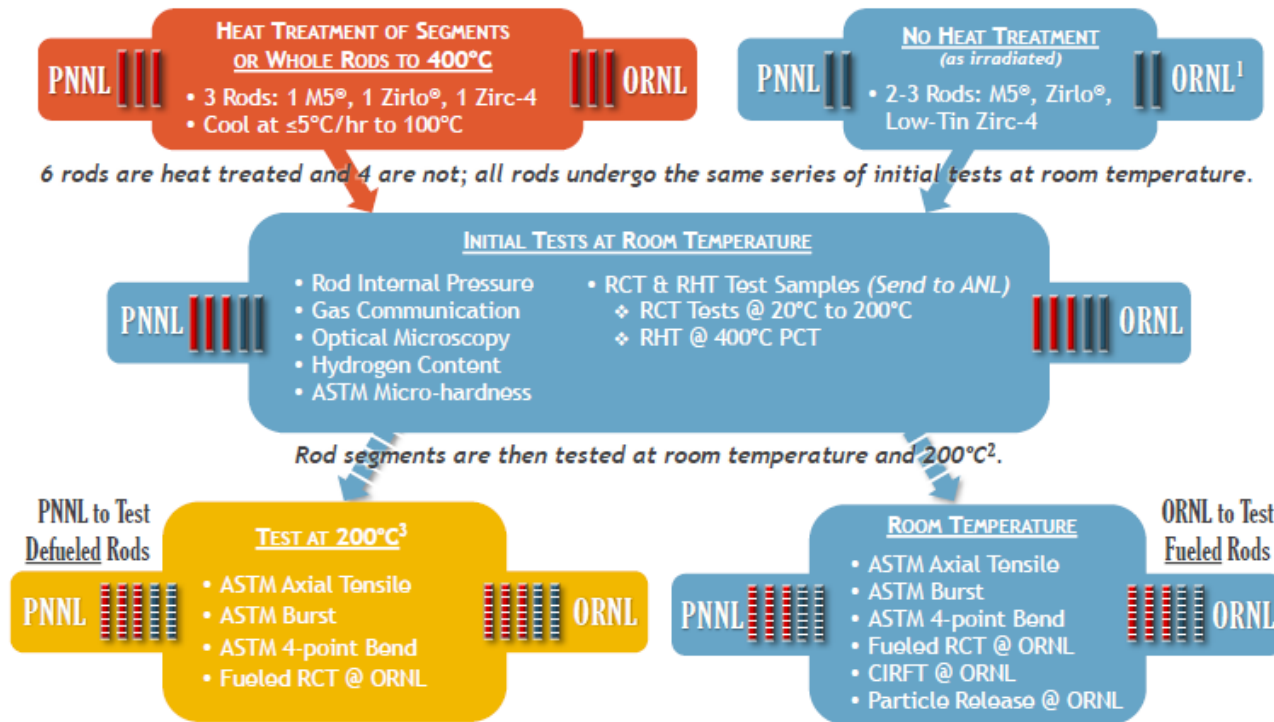 HEAT TREATMENT OF SEGMENTS
OR WHOLE RODS TO 400°C
PNNL
ORNL
• 3 Rods: 1 M5®, 1 Zirlo®, 1 Zirc-4
• Cool at ≤5°C/hr to 100°C
NO HEAT TREATMENT
(as irradiated)
PNNL
ORNL¹
• 2-3 Rods: M5®, Zirlo®,
Low-Tin Zirc-4
6 rods are heat treated and 4 are not; all rods undergo the same series of initial tests at room temperature.
INITIAL TESTS AT ROOM TEMPERATURE
PNNL
ORNL
• Rod Internal Pressure
• Gas Communication
• Optical Microscopy
• Hydrogen Content
• ASTM Micro-hardness
• RCT & RHT Test Samples (Send to ANL)
❖ RCT Tests @ 20°C to 200°C
❖ RHT @ 400°C PCT
Rod segments are then tested at room temperature and 200°C².
PNNL to Test
Defueled Rods
TEST AT 200°C³
PNNL
ORNL
• ASTM Axial Tensile
• ASTM Burst
• ASTM 4-point Bend
• Fueled RCT @ ORNL
ROOM TEMPERATURE
ORNL to Test
Fueled Rods
PNNL
ORNL
• ASTM Axial Tensile
• ASTM Burst
• ASTM 4-point Bend
• Fueled RCT @ ORNL
• CIRFT @ ORNL
• Particle Release @ ORNL